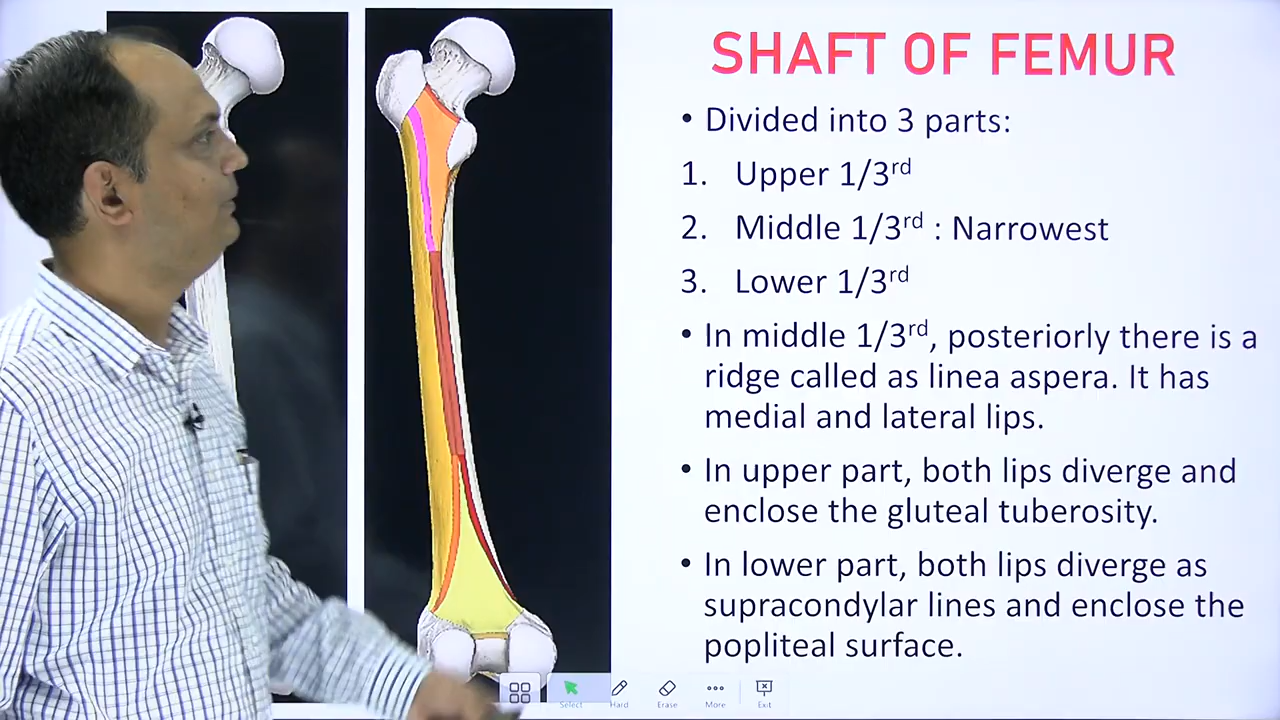 SHAFT OF FEMUR
• Divided into 3 parts:
1. Upper 1/3rd
2. Middle 1/3rd : Narrowest
3. Lower 1/3rd
• In middle 1/3rd, posteriorly there is a
ridge called as linea aspera. It has
medial and lateral lips.
• In upper part, both lips diverge and
enclose the gluteal tuberosity.
• In lower part, both lips diverge as
supracondylar lines and enclose the
popliteal surface.
Select Hard Erase More Exit